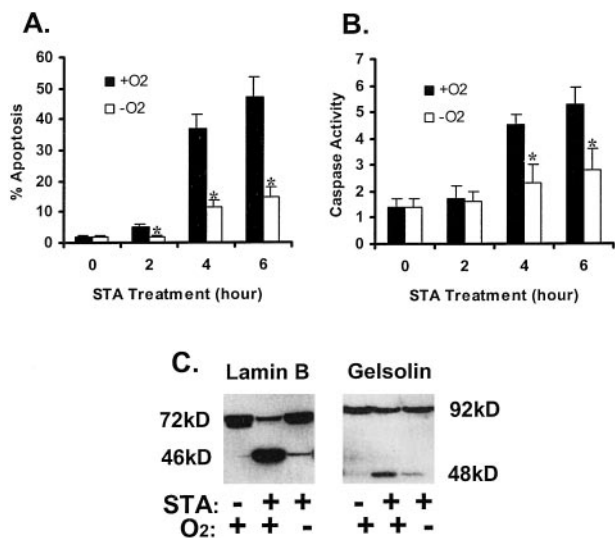 A.
60
50
40
30
20
10
0
% Apoptosis
+O2
-O2
*
*
*
0 2 4 6
STA Treatment (hour)
B.
7
6
5
4
3
2
1
0
Caspase Activity
+O2
-O2
*
*
0 2 4 6
STA Treatment (hour)
C.
Lamin B Gelsolin
72kD 92kD
46kD 48kD
STA: - + + - + +
O2: + + - + + -